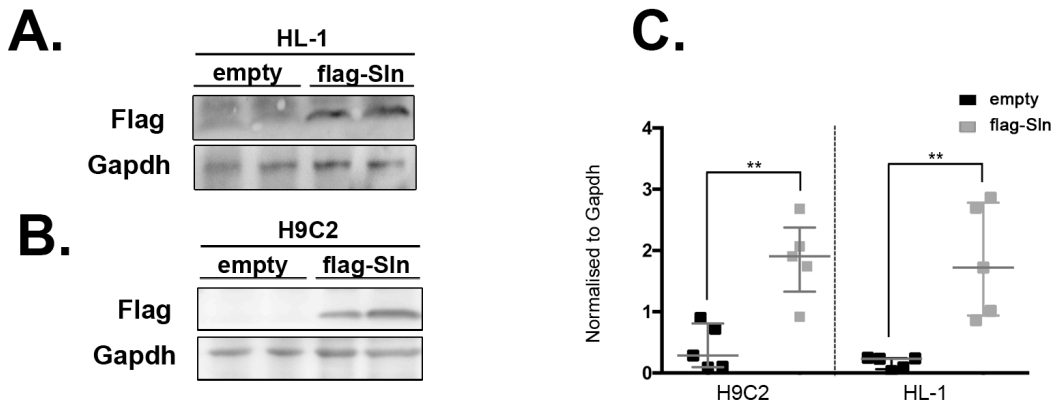 A.
HL-1
empty flag-Sln
Flag
Gapdh
B.
H9C2
empty flag-Sln
Flag
Gapdh
C.
empty
flag-Sln
Normalised to Gapdh
4
3
2
1
0
** **
H9C2 HL-1